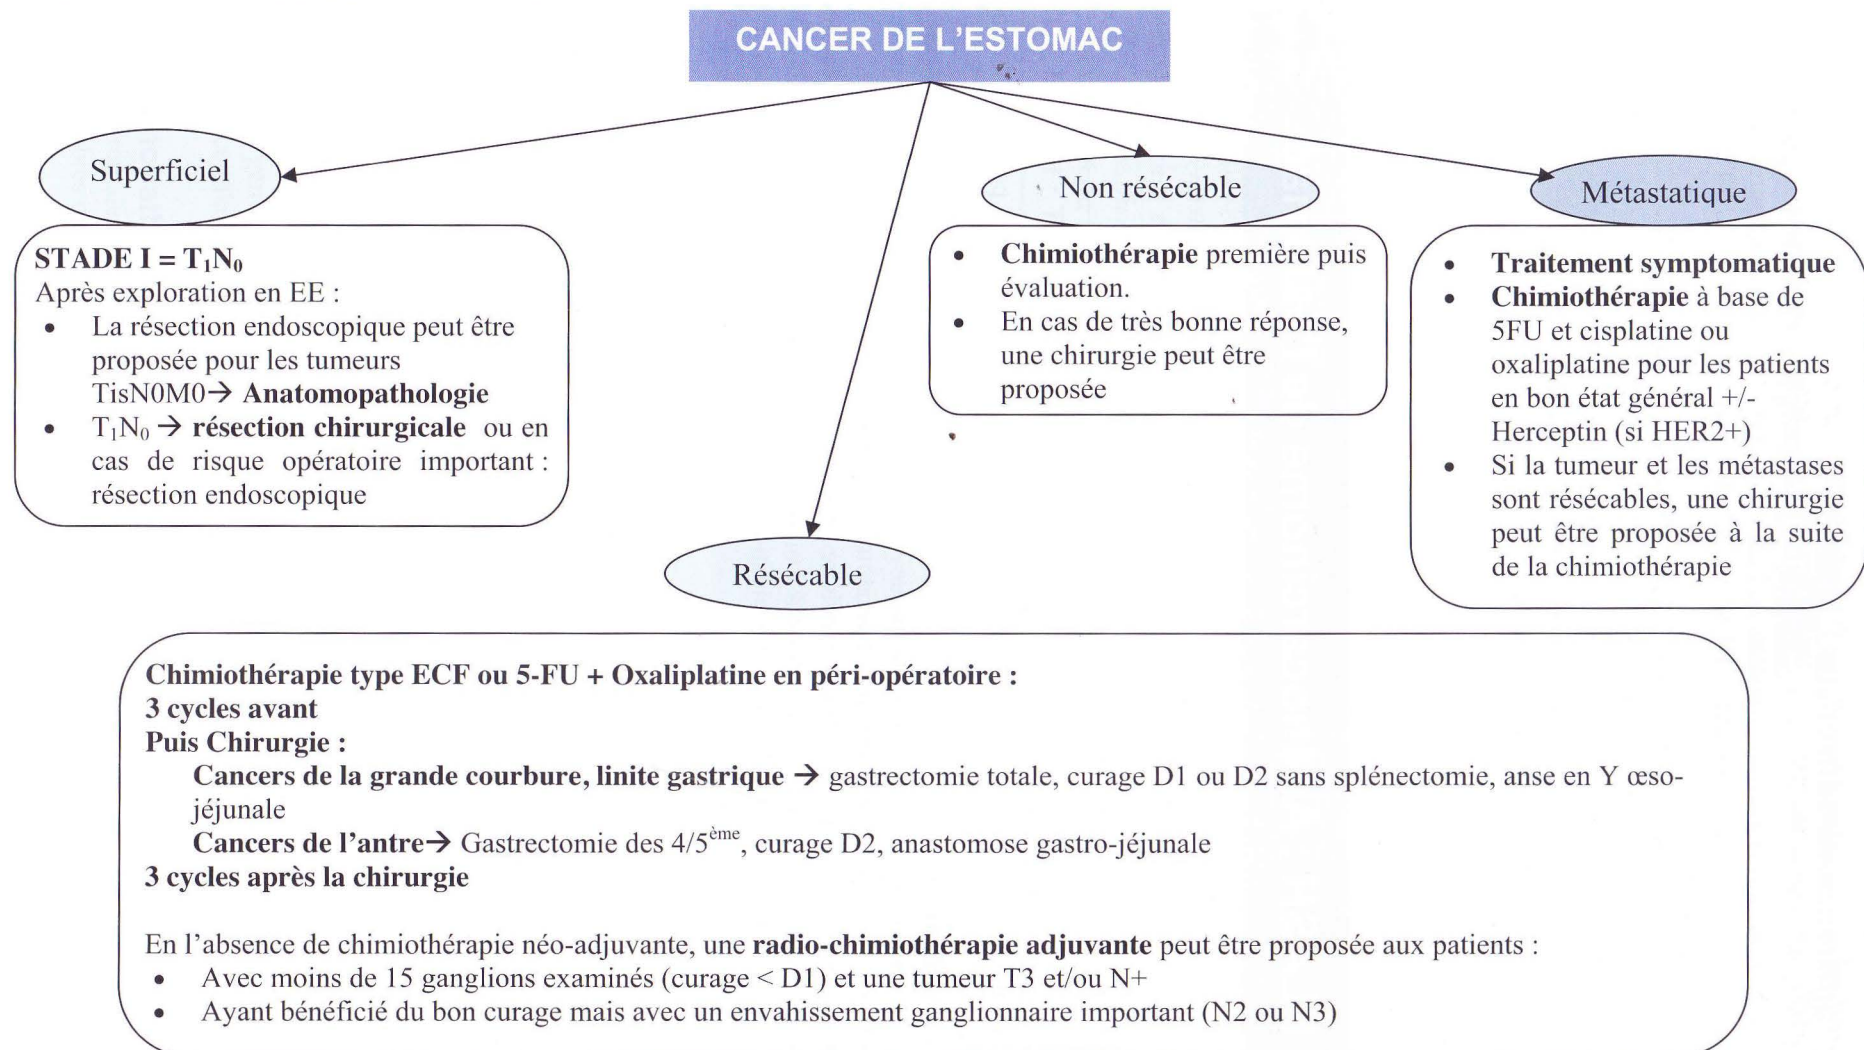 CANCER DE L'ESTOMAC
Superficiel
STADE I = T₁N₀
Après exploration en EE :
• La résection endoscopique peut être
proposée pour les tumeurs
TisN0M0→ Anatomopathologie
• T₁N₀ → résection chirurgicale ou en
cas de risque opératoire important :
résection endoscopique
Non résécable
• Chimiothérapie première puis
évaluation.
• En cas de très bonne réponse,
une chirurgie peut être
proposée
Métastatique
• Traitement symptomatique
• Chimiothérapie à base de
5FU et cisplatine ou
oxaliplatine pour les patients
en bon état général +/-
Herceptin (si HER2+)
• Si la tumeur et les métastases
sont résécables, une chirurgie
peut être proposée à la suite
de la chimiothérapie
Résécable
Chimiothérapie type ECF ou 5-FU + Oxaliplatine en péri-opératoire :
3 cycles avant
Puis Chirurgie :
Cancers de la grande courbure, linite gastrique → gastrectomie totale, curage D1 ou D2 sans splénectomie, anse en Y œso-
jéjunale
Cancers de l'antre→ Gastrectomie des 4/5ème, curage D2, anastomose gastro-jéjunale
3 cycles après la chirurgie
En l'absence de chimiothérapie néo-adjuvante, une radio-chimiothérapie adjuvante peut être proposée aux patients :
• Avec moins de 15 ganglions examinés (curage < D1) et une tumeur T3 et/ou N+
• Ayant bénéficié du bon curage mais avec un envahissement ganglionnaire important (N2 ou N3)